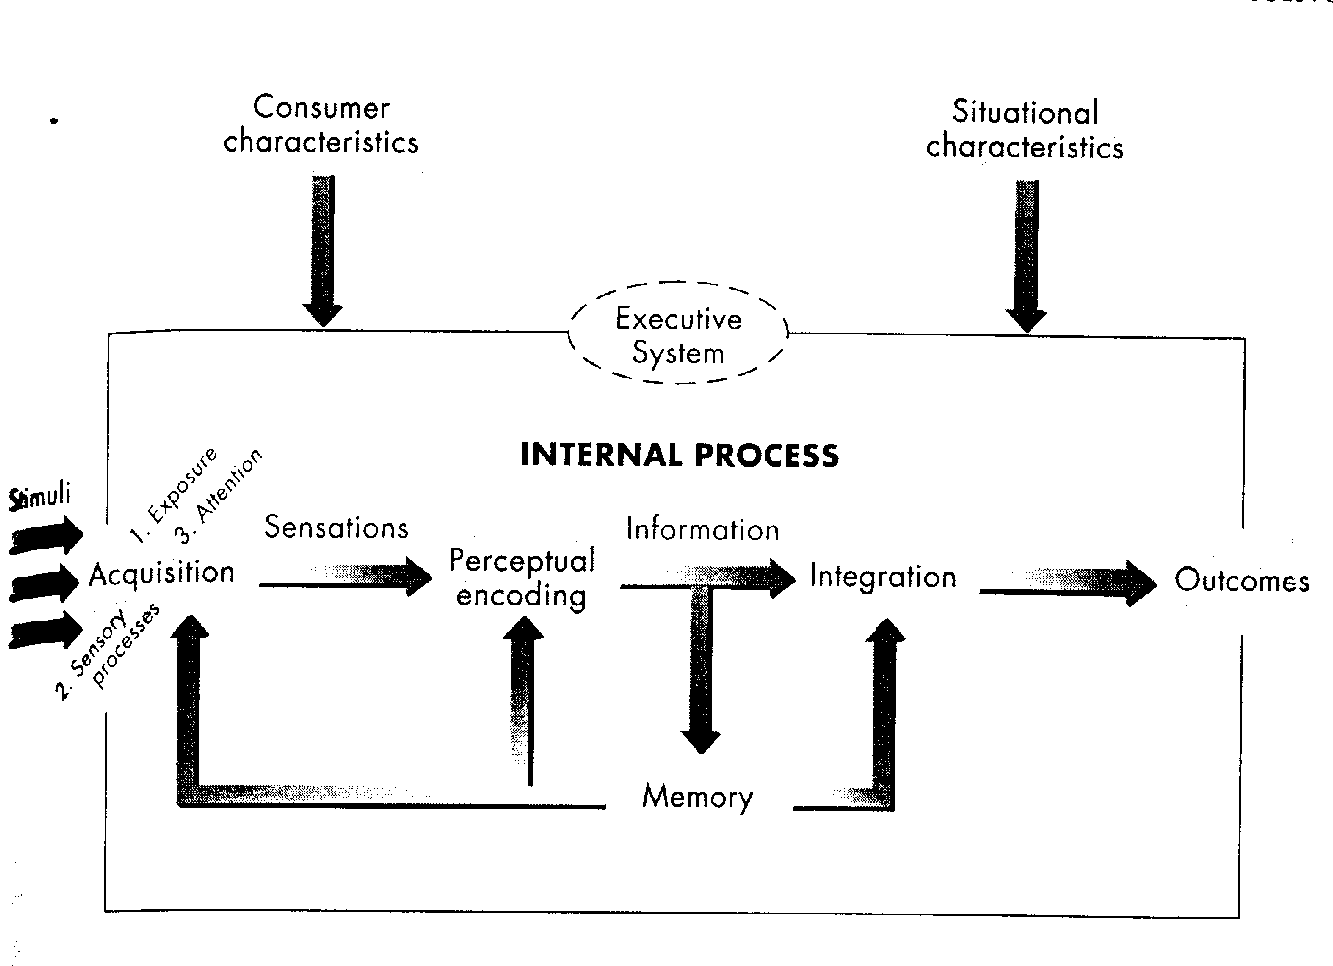 Consumer
characteristics
Situational
characteristics
Executive
System
INTERNAL PROCESS
Stimuli
1. Exposure
3. Attention
Sensations
Information
Acquisition
Perceptual
encoding
Integration
Outcomes
2. Sensory
processes
Memory